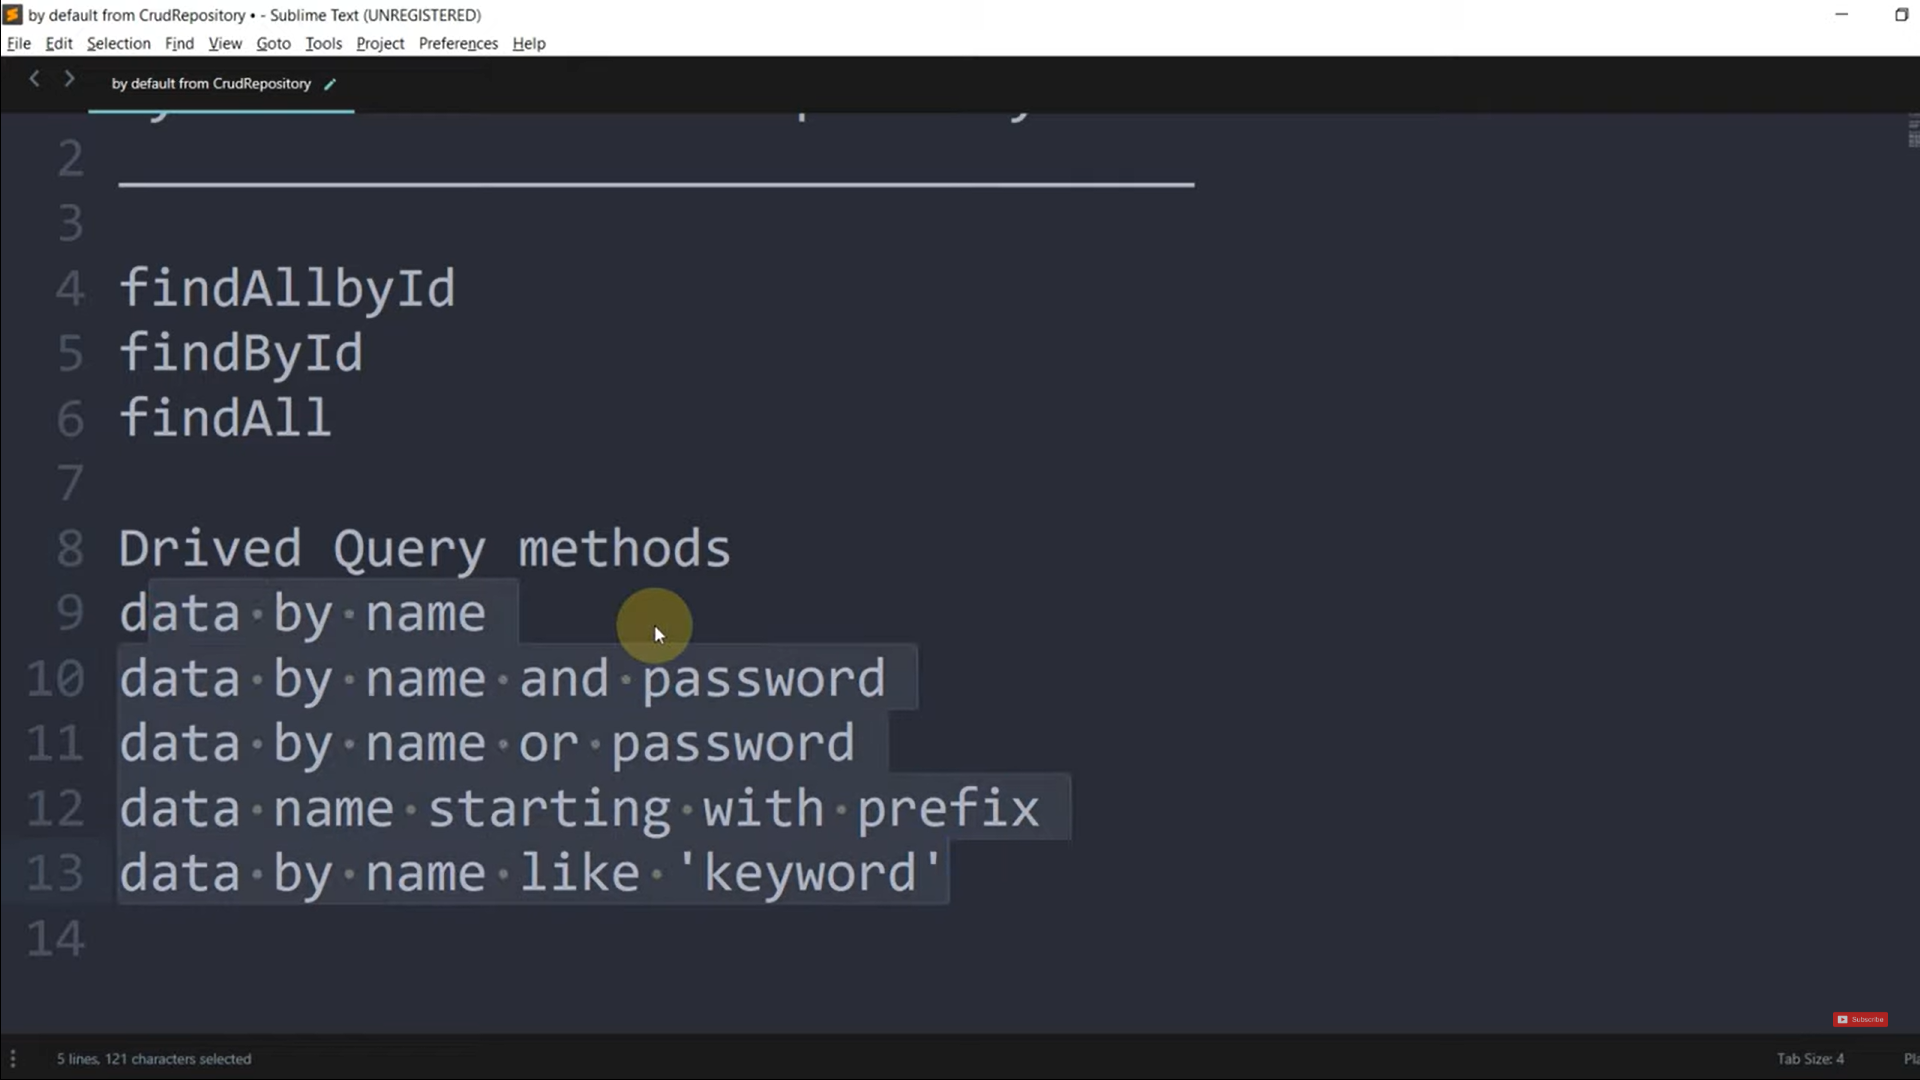 by default from CrudRepository • - Sublime Text (UNREGISTERED)
File Edit Selection Find View Goto Tools Project Preferences Help
by default from CrudRepository
2
3
4 findAllbyId
5 findById
6 findAll
7
8 Drived Query methods
9 data by name
10 data by name and password
11 data by name or password
12 data name starting with prefix
13 data by name like 'keyword'
14
Subscribe
5 lines, 121 characters selected Tab Size: 4